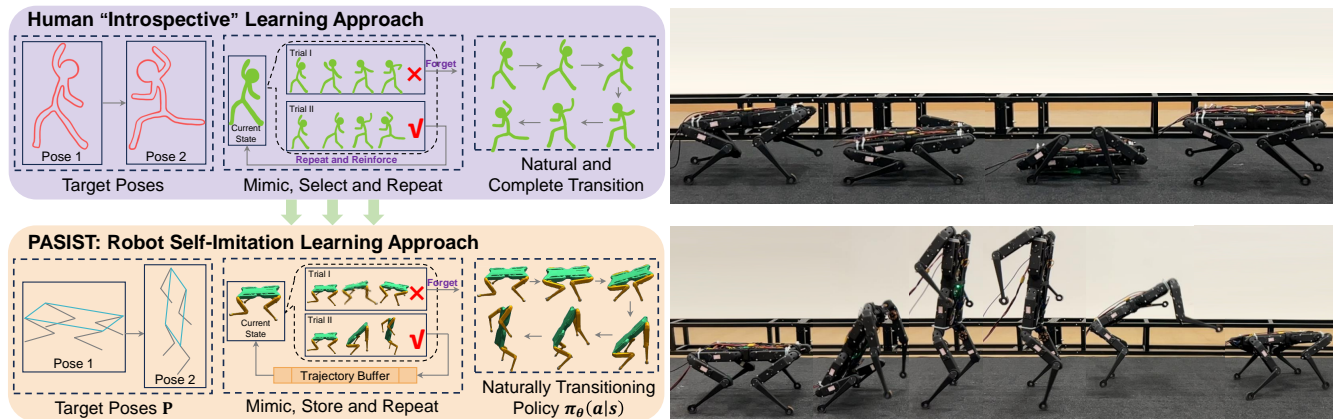 Human “Introspective” Learning Approach
Pose 1
Pose 2
Target Poses
Current
State
Trial I
Forget
Trial II
Repeat and Reinforce
Mimic, Select and Repeat
Natural and
Complete Transition
PASIST: Robot Self-Imitation Learning Approach
Pose 1
Pose 2
Target Poses P
Current
State
Trial I
Forget
Trial II
Trajectory Buffer
Mimic, Store and Repeat
Naturally Transitioning
Policy πθ(a|s)